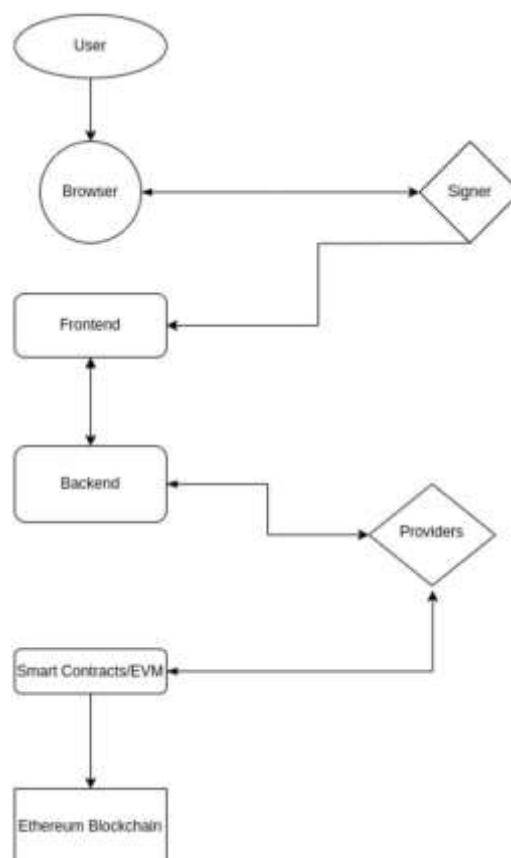 User
Browser
Signer
Frontend
Backend
Providers
Smart Contracts/EVM
Ethereum Blockchain